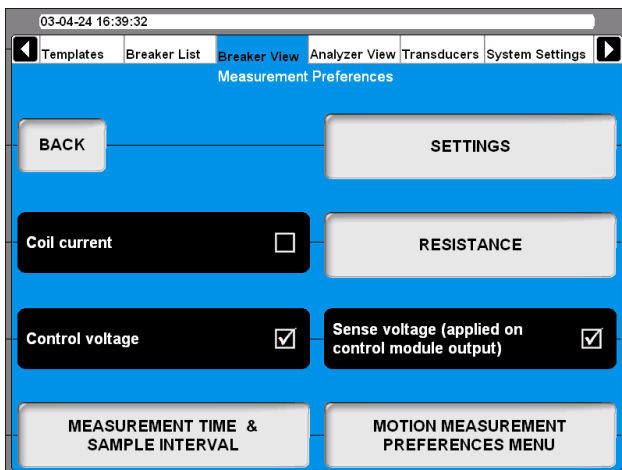 03-04-24 16:39:32
Templates Breaker List Breaker View Analyzer View Transducers System Settings
Measurement Preferences
BACK
SETTINGS
Coil current
RESISTANCE
Control voltage
Sense voltage (applied on
control module output)
MEASUREMENT TIME &
SAMPLE INTERVAL
MOTION MEASUREMENT
PREFERENCES MENU